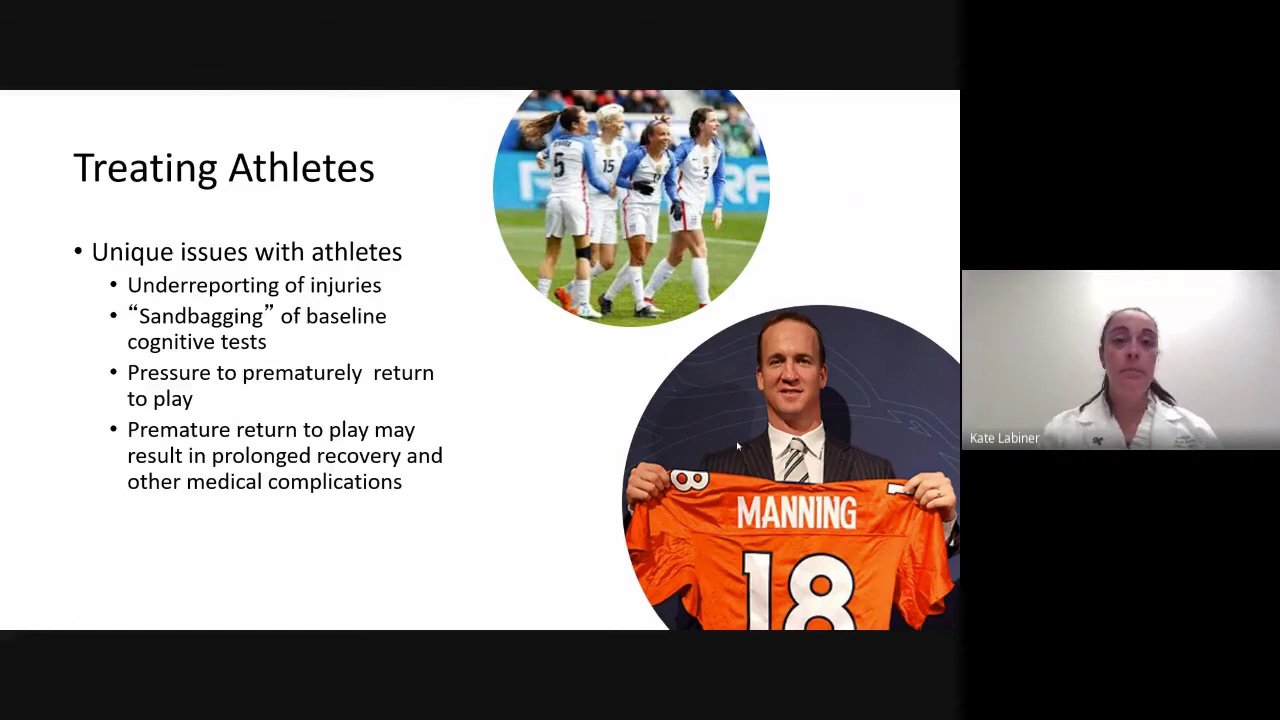 Treating Athletes
• Unique issues with athletes
• Underreporting of injuries
• “Sandbagging” of baseline
cognitive tests
• Pressure to prematurely  return
to play
• Premature return to play may
result in prolonged recovery and
other medical complications
5
15
3
8
1
MANNING
18
Kate Labiner